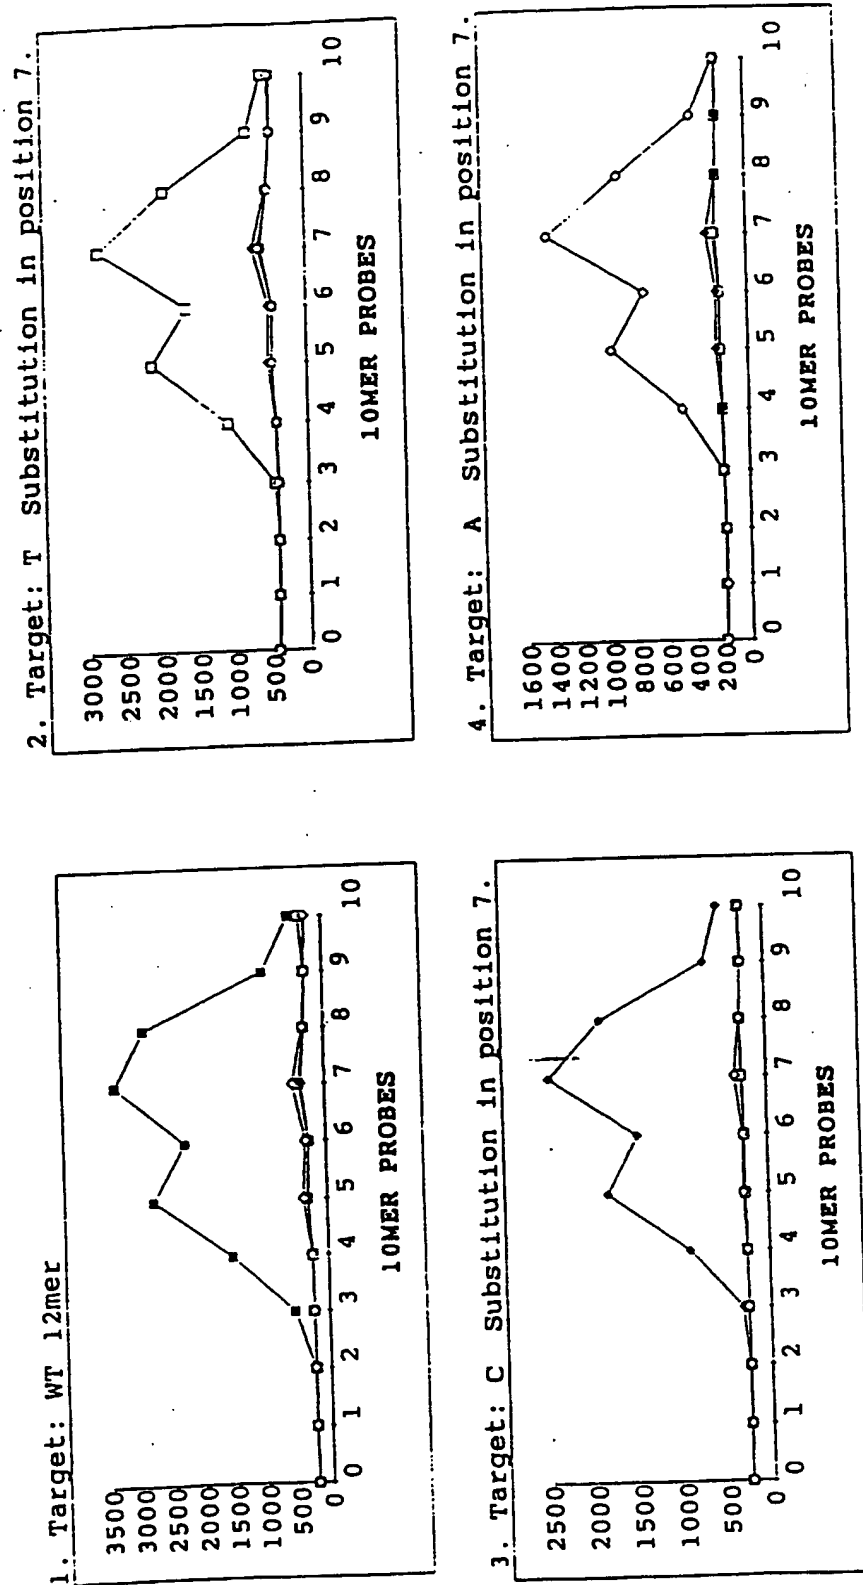 1. Target: WT 12mer
3500
3000
2500
2000
1500
1000
500
0
0 1 2 3 4 5 6 7 8 9 10
10MER PROBES
2. Target: T Substitution in position 7.
3000
2500
2000
1500
1000
500
0
0 1 2 3 4 5 6 7 8 9 10
10MER PROBES
3. Target: C Substitution in position 7.
2500
2000
1500
1000
500
0
0 1 2 3 4 5 6 7 8 9 10
10MER PROBES
4. Target: A Substitution in position 7.
1600
1400
1200
1000
800
600
400
200
0
0 1 2 3 4 5 6 7 8 9 10
10MER PROBES